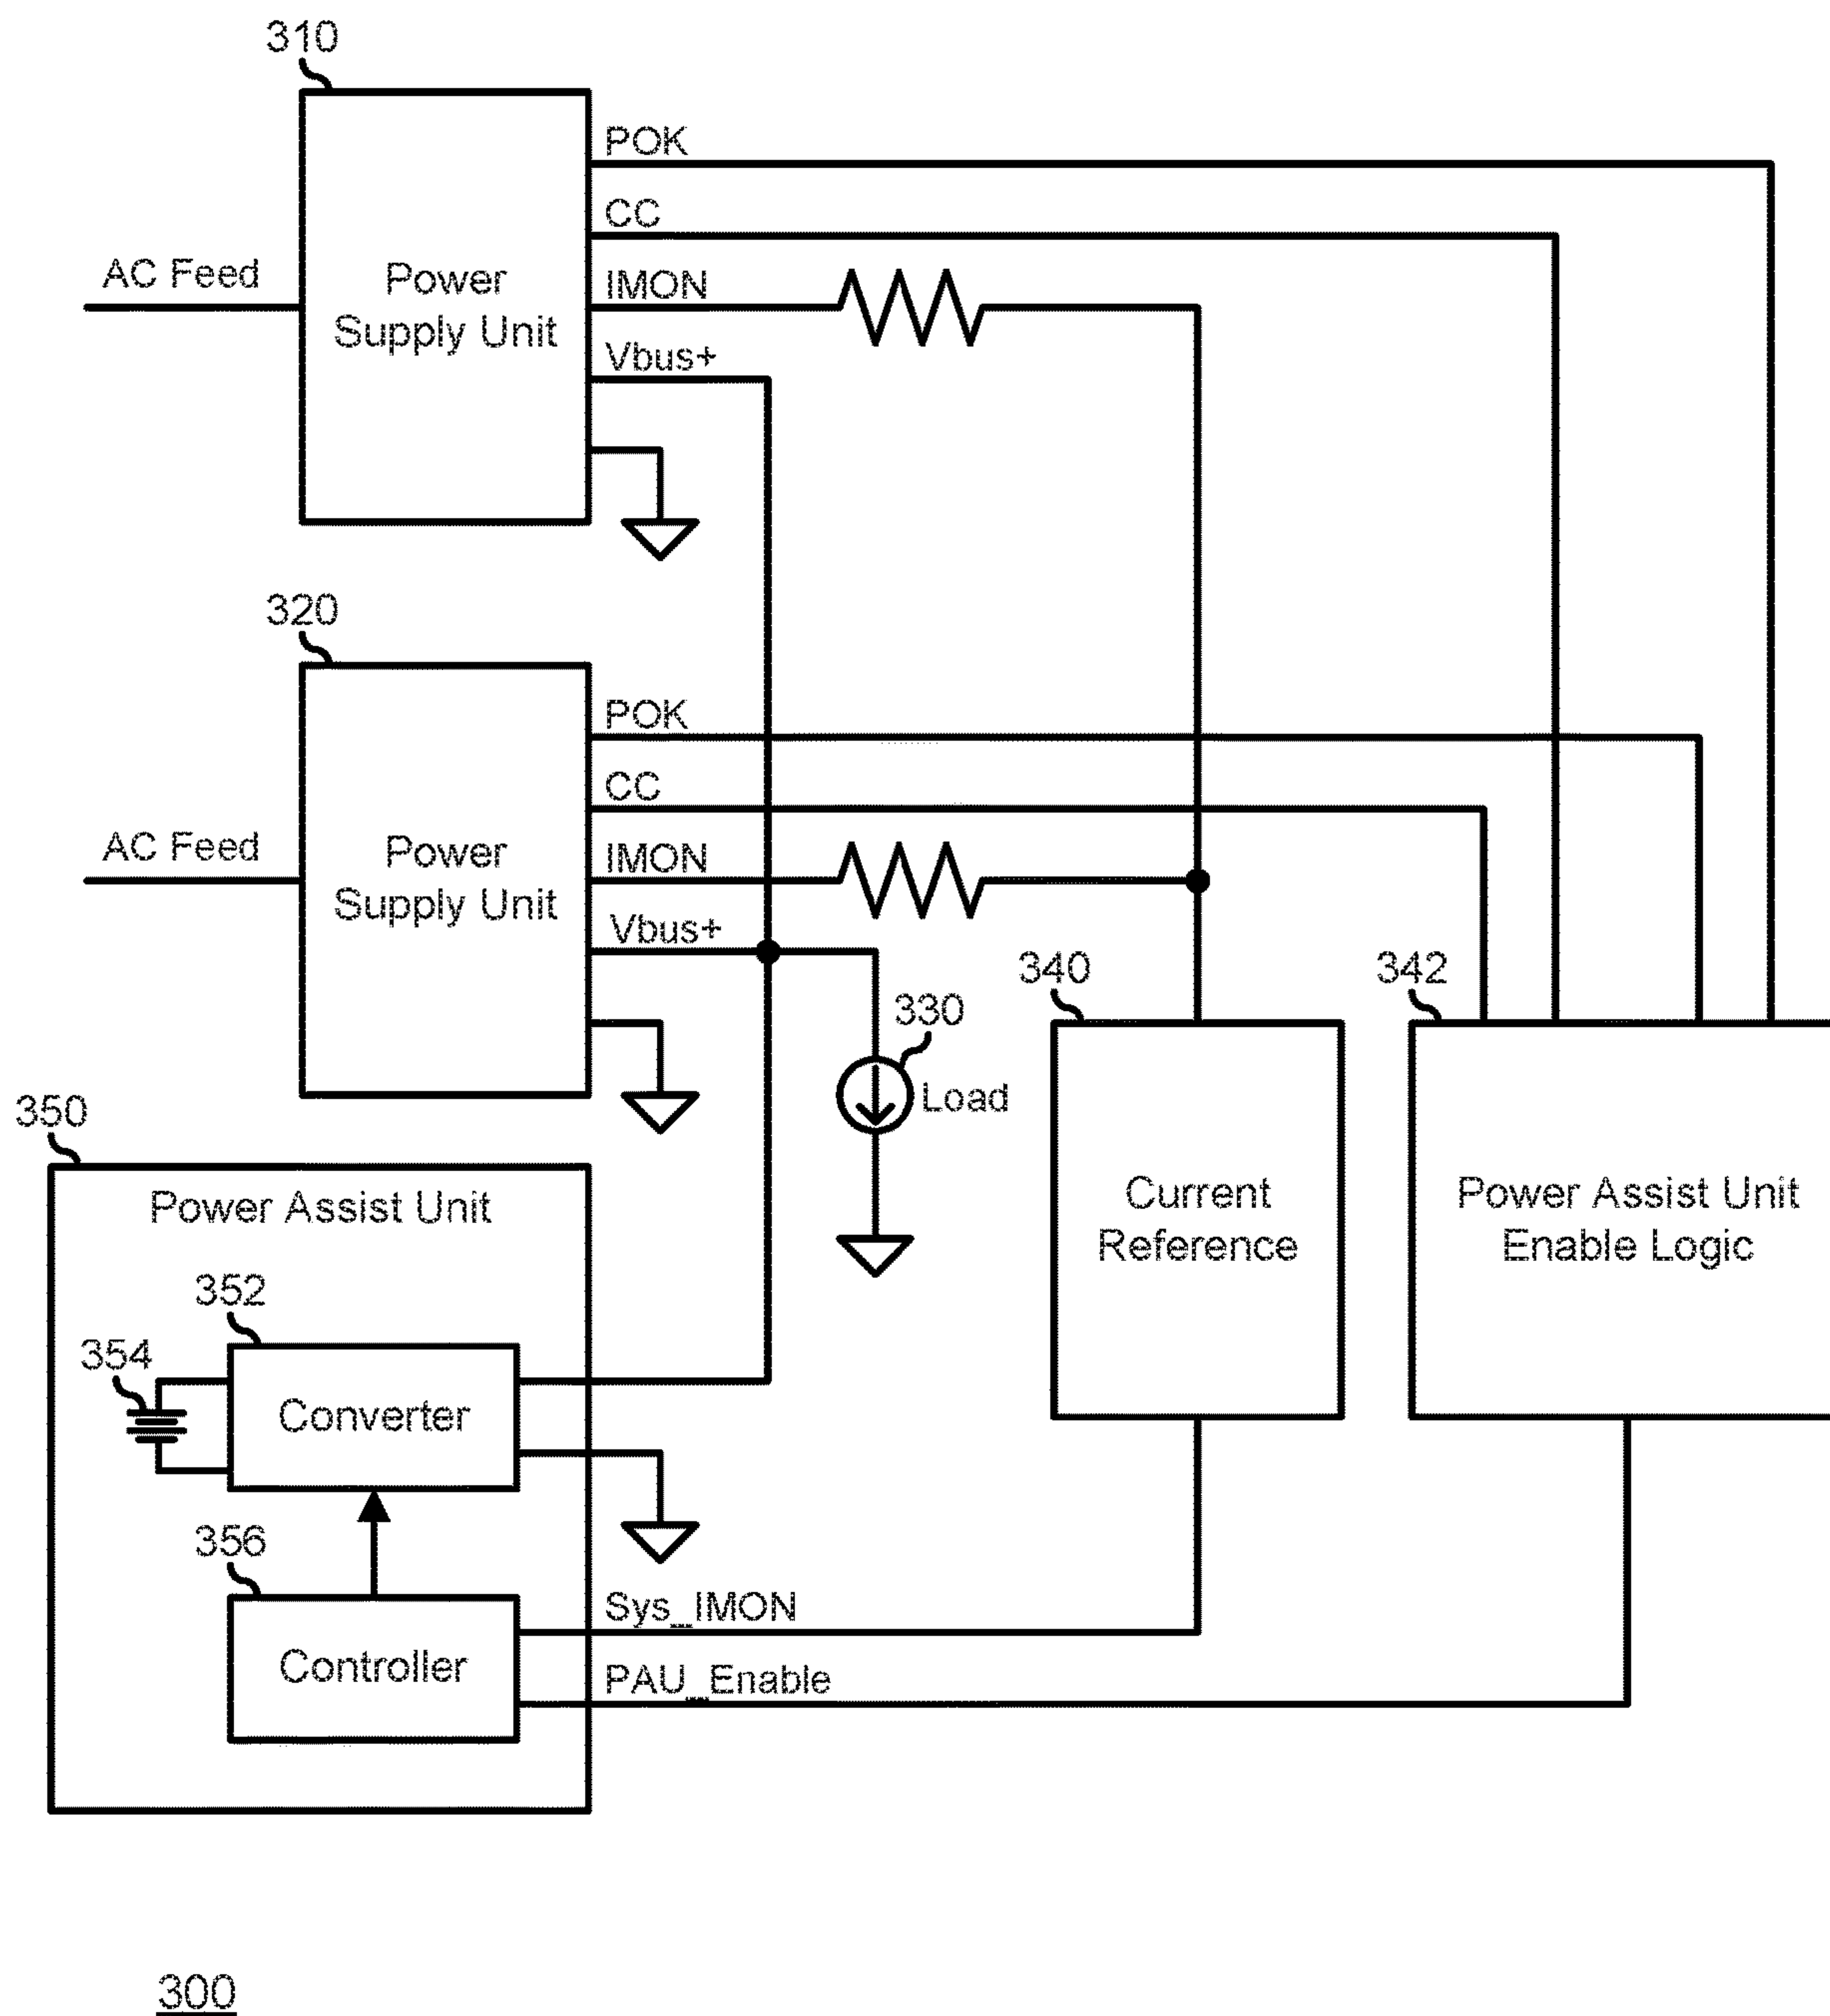 310
POK
CC
AC Feed
Power
Supply Unit
IMON
Vbus+
320
POK
CC
AC Feed
Power
Supply Unit
IMON
Vbus+
340
342
330
Load
350
Power Assist Unit
Current
Reference
Power Assist Unit
Enable Logic
352
354
Converter
356
Controller
Sys_IMON
PAU_Enable
300